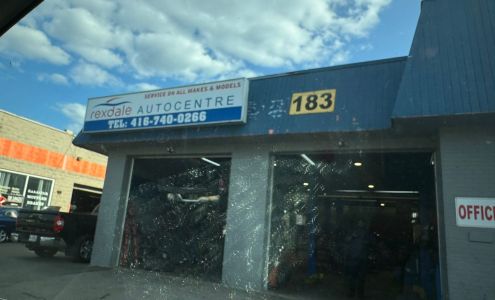 SERVICE ON ALL MAKES & MODELS
rexdale AUTOCENTRE
TEL: 416-740-0266
183
OFFIC